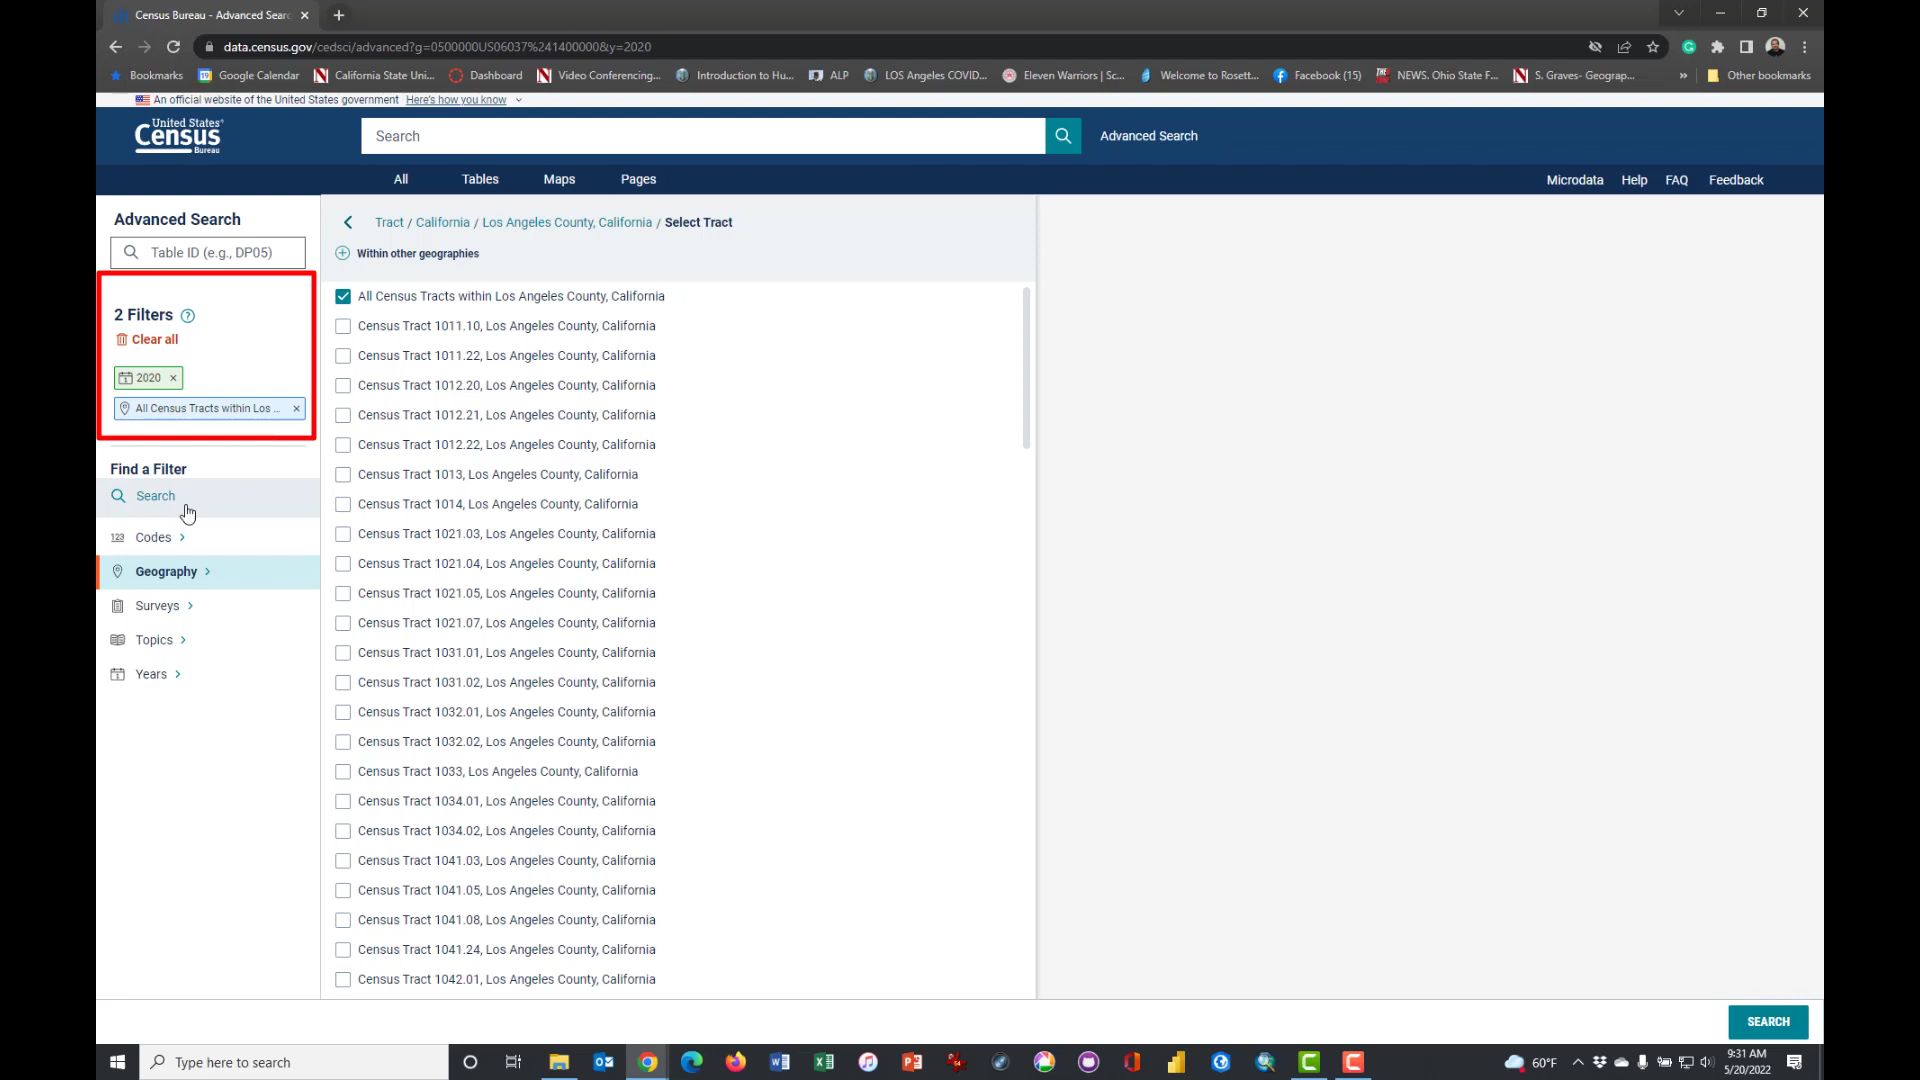 Census Bureau - Advanced Searc
data.census.gov/cedsci/advanced?g=0500000US06037%241400000&y=2020
Bookmarks
Google Calendar
California State Uni...
Dashboard
Video Conferencing...
Introduction to Hu...
ALP
LOS Angeles COVID...
Eleven Warriors | Sc...
Welcome to Rosett...
Facebook (15)
NEWS. Ohio State F...
S. Graves- Geograp...
Other bookmarks
An official website of the United States government Here's how you know
United States®
Census
Bureau
Search
Advanced Search
All
Tables
Maps
Pages
Microdata
Help
FAQ
Feedback
Advanced Search
Table ID (e.g., DP05)
2 Filters
Clear all
2020
All Census Tracts within Los ...
Find a Filter
Search
123 Codes
Geography
Surveys
Topics
Years
Tract / California / Los Angeles County, California / Select Tract
Within other geographies
All Census Tracts within Los Angeles County, California
Census Tract 1011.10, Los Angeles County, California
Census Tract 1011.22, Los Angeles County, California
Census Tract 1012.20, Los Angeles County, California
Census Tract 1012.21, Los Angeles County, California
Census Tract 1012.22, Los Angeles County, California
Census Tract 1013, Los Angeles County, California
Census Tract 1014, Los Angeles County, California
Census Tract 1021.03, Los Angeles County, California
Census Tract 1021.04, Los Angeles County, California
Census Tract 1021.05, Los Angeles County, California
Census Tract 1021.07, Los Angeles County, California
Census Tract 1031.01, Los Angeles County, California
Census Tract 1031.02, Los Angeles County, California
Census Tract 1032.01, Los Angeles County, California
Census Tract 1032.02, Los Angeles County, California
Census Tract 1033, Los Angeles County, California
Census Tract 1034.01, Los Angeles County, California
Census Tract 1034.02, Los Angeles County, California
Census Tract 1041.03, Los Angeles County, California
Census Tract 1041.05, Los Angeles County, California
Census Tract 1041.08, Los Angeles County, California
Census Tract 1041.24, Los Angeles County, California
Census Tract 1042.01, Los Angeles County, California
SEARCH
Type here to search
60°F
9:31 AM
5/20/2022